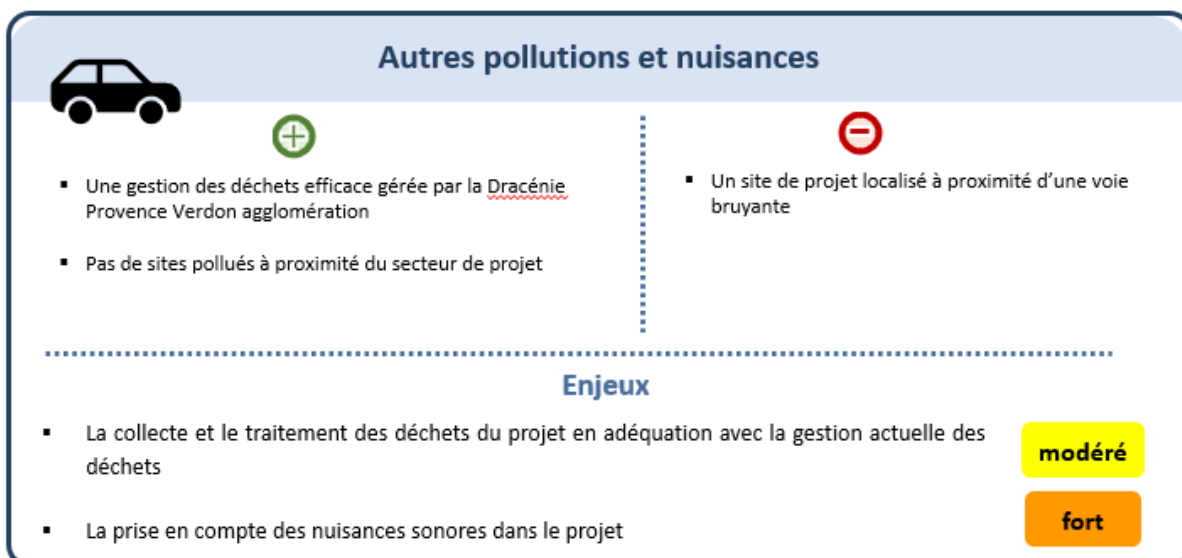 Autres pollutions et nuisances
▪ Une gestion des déchets efficace gérée par la Dracénie
Provence Verdon agglomération
▪ Pas de sites pollués à proximité du secteur de projet
▪ Un site de projet localisé à proximité d’une voie
bruyante
Enjeux
▪ La collecte et le traitement des déchets du projet en adéquation avec la gestion actuelle des
déchets
modéré
▪ La prise en compte des nuisances sonores dans le projet
fort